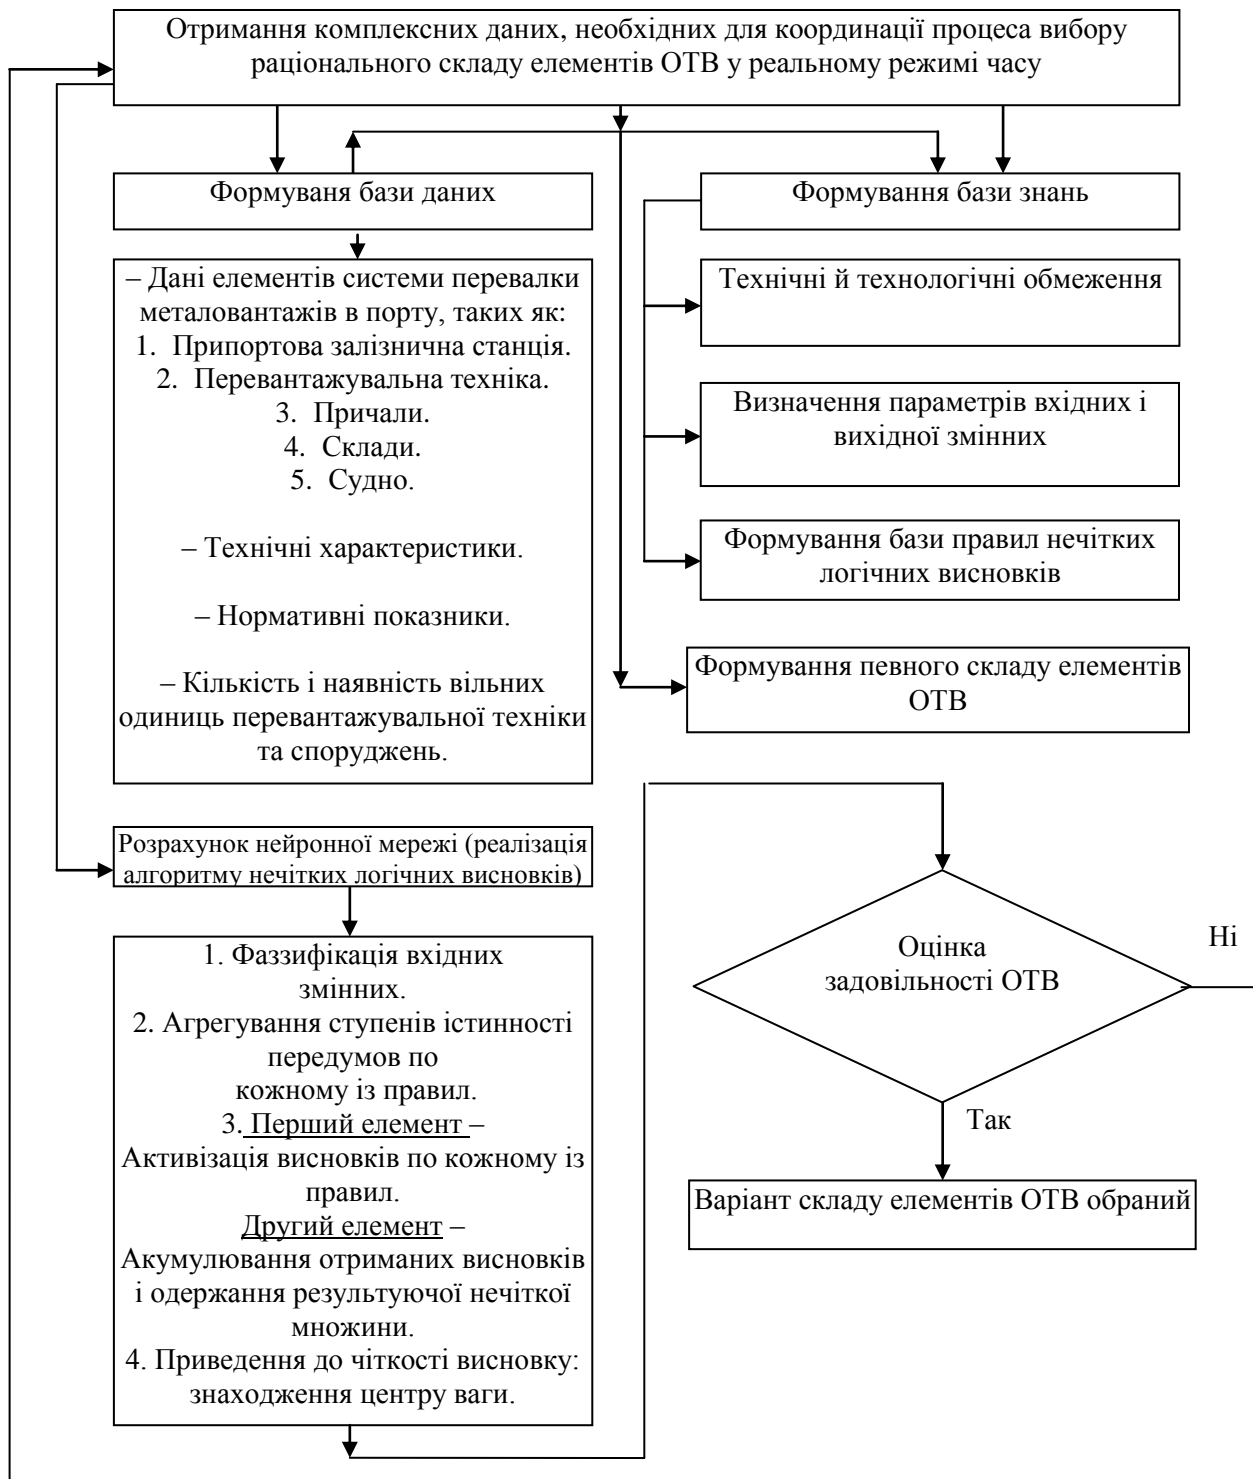 Отримання комплексних даних, необхідних для координації процеса вибору
раціонального складу елементів ОТВ у реальному режимі часу
Формуваня бази даних
– Дані елементів системи перевалки
металовантажів в порту, таких як:
1. Припортова залізнична станція.
2. Перевантажувальна техніка.
3. Причали.
4. Склади.
5. Судно.
– Технічні характеристики.
– Нормативні показники.
– Кількість і наявність вільних
одиниць перевантажувальної техніки
та споруджень.
Формування бази знань
Технічні й технологічні обмеження
Визначення параметрів вхідних і
вихідної змінних
Формування бази правил нечітких
логічних висновків
Формування певного складу елементів
ОТВ
Розрахунок нейронної мережі (реалізація
алгоритму нечітких логічних висновків)
1. Фаззифікація вхідних
змінних.
2. Агрегування ступенів істинності
передумов по
кожному із правил.
3. Перший елемент –
Активізація висновків по кожному із
правил.
Другий елемент –
Акумулювання отриманих висновків
і одержання результуючої нечіткої
множини.
4. Приведення до чіткості висновку:
знаходження центру ваги.
Оцінка
задовільності ОТВ
Ні
Так
Варіант складу елементів ОТВ обраний